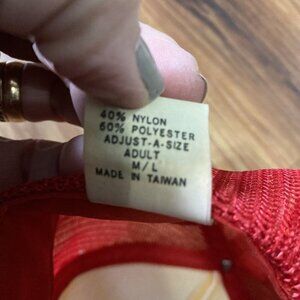 40% NYLON
60% POLYESTER
ADJUST-A-SIZE
ADULT
M/L
MADE IN TAIWAN